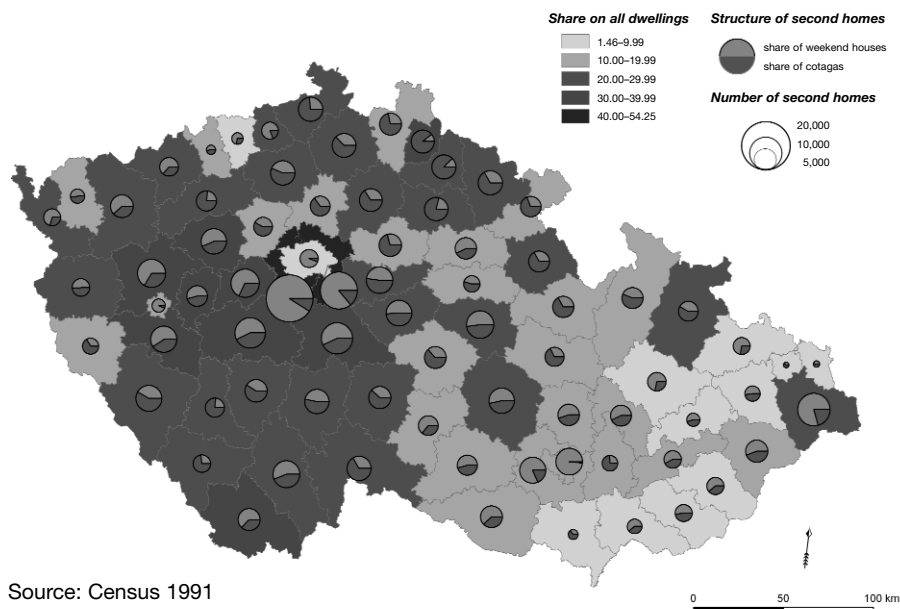 Share on all dwellings
1.46–9.99
10.00–19.99
20.00–29.99
30.00–39.99
40.00–54.25
Structure of second homes
share of weekend houses
share of cotagas
Number of second homes
20,000
10,000
5,000
Source: Census 1991
0 50 100 km